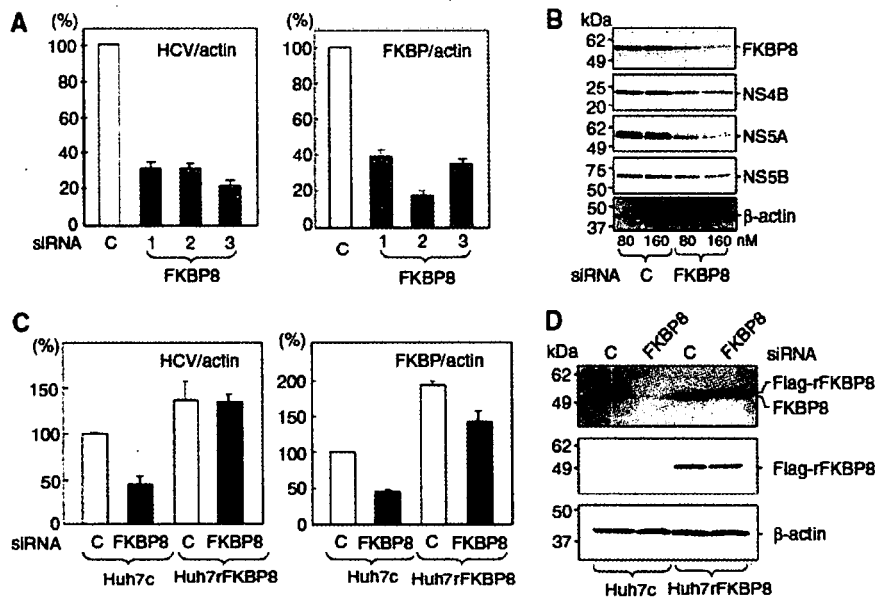 A
(%)
HCV/actin
100
80
60
40
20
0
siRNA C 1 2 3
FKBP8
(%)
FKBP/actin
100
80
60
40
20
0
C 1 2 3
FKBP8
B
kDa
62
49
FKBP8
25
20
NS4B
62
49
NS5A
75
50
NS5B
50
37
β-actin
80 160 80 160 nM
siRNA C FKBP8
C
(%)
HCV/actin
150
100
50
0
siRNA C FKBP8 C FKBP8
Huh7c Huh7rFKBP8
(%)
FKBP/actin
200
150
100
50
0
C FKBP8 C FKBP8
Huh7c Huh7rFKBP8
D
kDa C FKBP8 C FKBP8 siRNA
62
49
Flag-rFKBP8
FKBP8
62
49
Flag-rFKBP8
50
37
β-actin
Huh7c Huh7rFKBP8